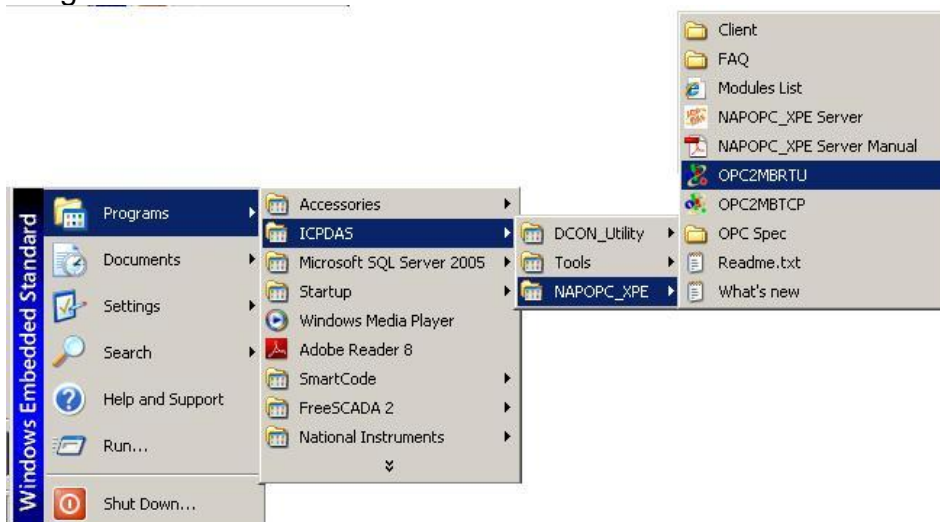 Windows Embedded Standard
Programs
Documents
Settings
Search
Help and Support
Run...
Shut Down...
Accessories
ICPDAS
Microsoft SQL Server 2005
Startup
Windows Media Player
Adobe Reader 8
SmartCode
FreeSCADA 2
National Instruments
DCON_Utility
Tools
NAPOPC_XPE
Client
FAQ
Modules List
NAPOPC_XPE Server
NAPOPC_XPE Server Manual
OPC2MBRTU
OPC2MBTCP
OPC Spec
Readme.txt
What's new